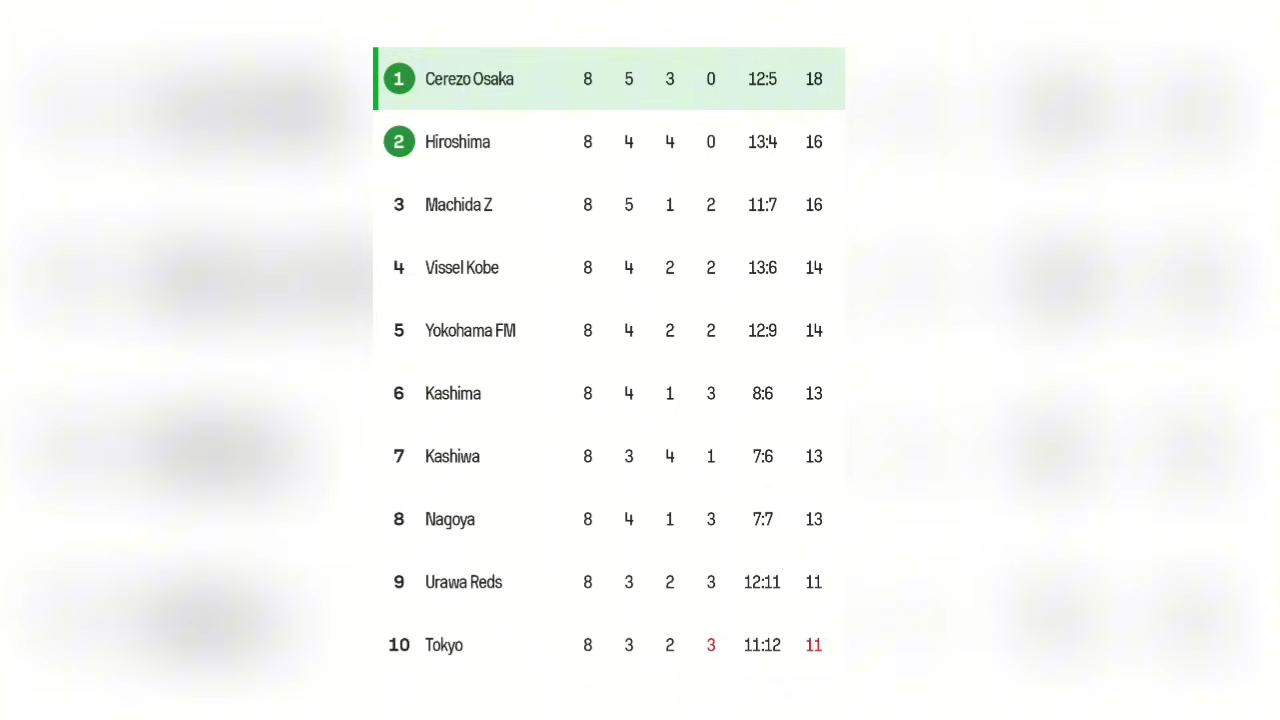 1 Cerezo Osaka 8 5 3 0 12:5 18
2 Hiroshima 8 4 4 0 13:4 16
3 Machida Z 8 5 1 2 11:7 16
4 Vissel Kobe 8 4 2 2 13:6 14
5 Yokohama FM 8 4 2 2 12:9 14
6 Kashima 8 4 1 3 8:6 13
7 Kashiwa 8 3 4 1 7:6 13
8 Nagoya 8 4 1 3 7:7 13
9 Urawa Reds 8 3 2 3 12:11 11
10 Tokyo 8 3 2 3 11:12 11